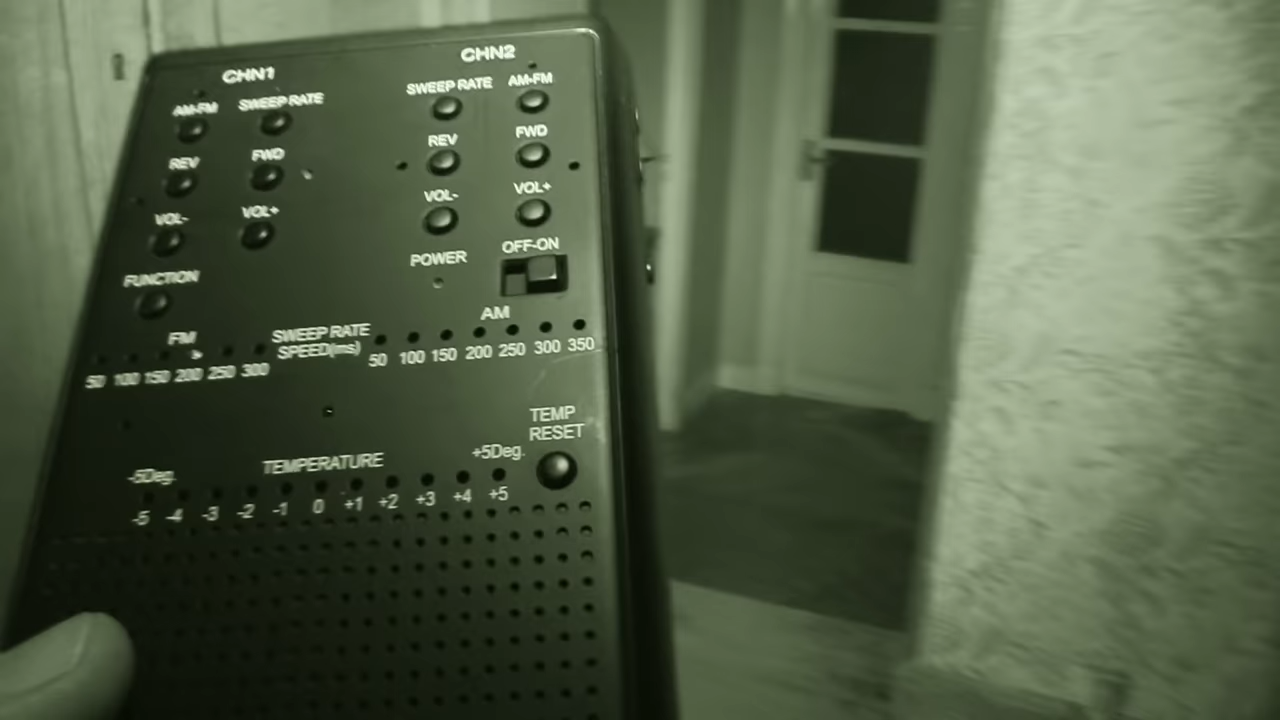 CHN1 CHN2
AM-FM SWEEP RATE SWEEP RATE AM-FM
REV FWD REV FWD
VOL- VOL+ VOL- VOL+
FUNCTION POWER OFF-ON
FM SWEEP RATE AM
SPEED(ms)
50 100 150 200 250 300 50 100 150 200 250 300 350
TEMP
RESET
-5Deg. TEMPERATURE +5Deg.
-5 -4 -3 -2 -1 0 +1 +2 +3 +4 +5